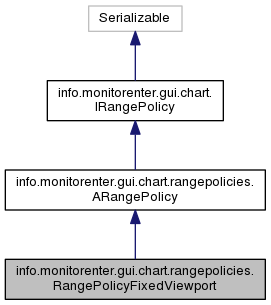 Serializable
info.monitorenter.gui.chart.
IRangePolicy
info.monitorenter.gui.chart.rangepolicies.
ARangePolicy
info.monitorenter.gui.chart.rangepolicies.
RangePolicyFixedViewport